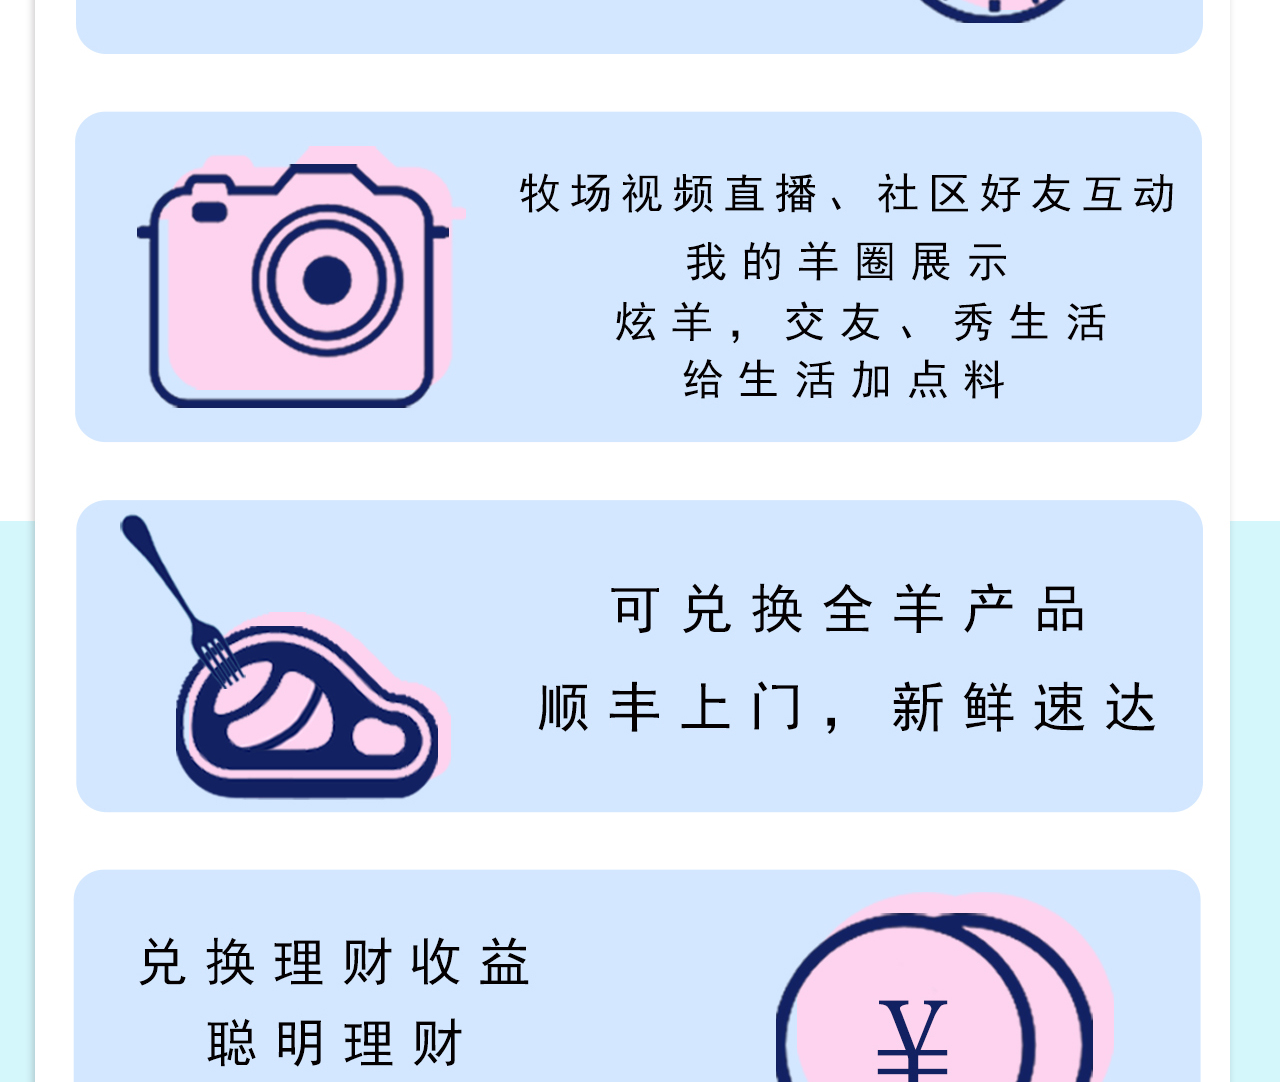 牧场视频直播、社区好友互动
我的羊圈展示
炫羊，交友、秀生活
给生活加点料
可兑换全羊产品
顺丰上门，新鲜速达
兑换理财收益
聪明理财
¥